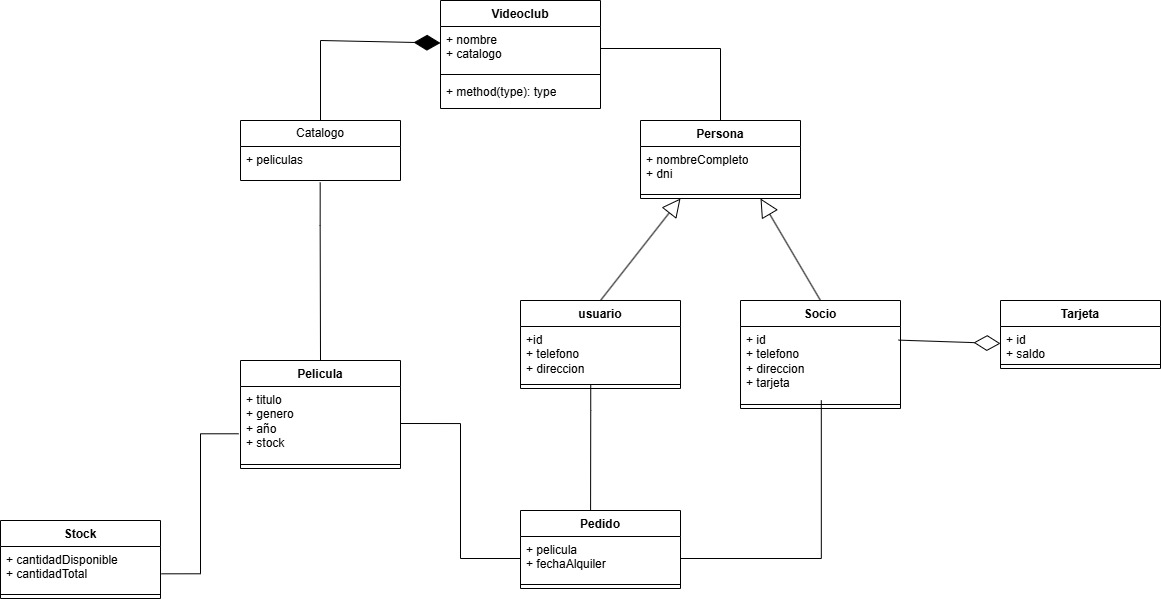 Videoclub
+ nombre
+ catalogo
+ method(type): type
Catalogo
+ peliculas
Persona
+ nombreCompleto
+ dni
usuario
+id
+ telefono
+ direccion
Socio
+ id
+ telefono
+ direccion
+ tarjeta
Tarjeta
+ id
+ saldo
Pelicula
+ titulo
+ genero
+ año
+ stock
Stock
+ cantidadDisponible
+ cantidadTotal
Pedido
+ pelicula
+ fechaAlquiler